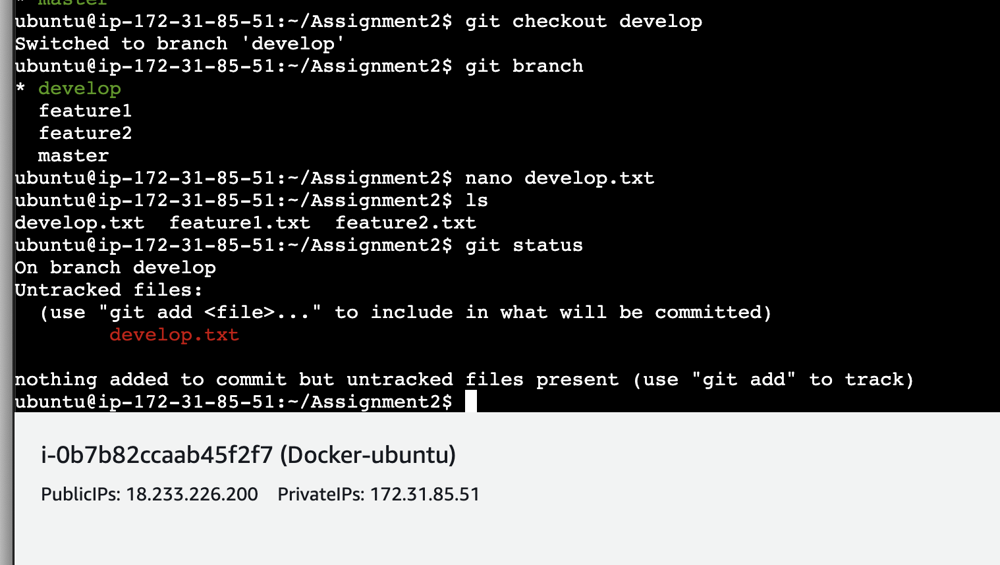 * master
ubuntu@ip-172-31-85-51:~/Assignment2$ git checkout develop
Switched to branch 'develop'
ubuntu@ip-172-31-85-51:~/Assignment2$ git branch
* develop
  feature1
  feature2
  master
ubuntu@ip-172-31-85-51:~/Assignment2$ nano develop.txt
ubuntu@ip-172-31-85-51:~/Assignment2$ ls
develop.txt  feature1.txt  feature2.txt
ubuntu@ip-172-31-85-51:~/Assignment2$ git status
On branch develop
Untracked files:
  (use "git add <file>..." to include in what will be committed)
        develop.txt

nothing added to commit but untracked files present (use "git add" to track)
ubuntu@ip-172-31-85-51:~/Assignment2$
i-0b7b82ccaab45f2f7 (Docker-ubuntu)
PublicIPs: 18.233.226.200    PrivateIPs: 172.31.85.51